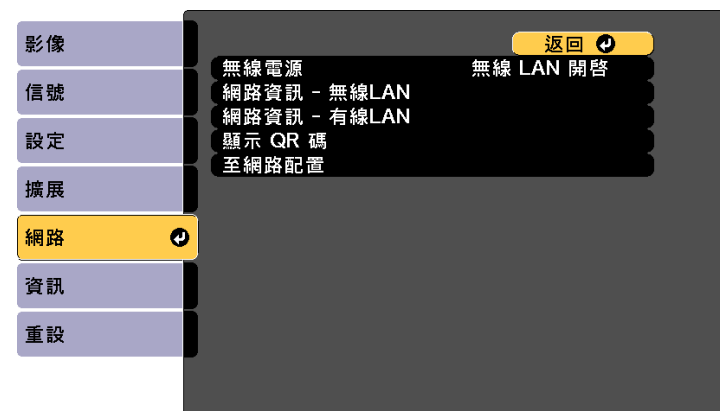 影像
信號
設定
擴展
網路
資訊
重設
返回
無線電源 無線 LAN 開啓
網路資訊 - 無線LAN
網路資訊 - 有線LAN
顯示 QR 碼
至網路配置